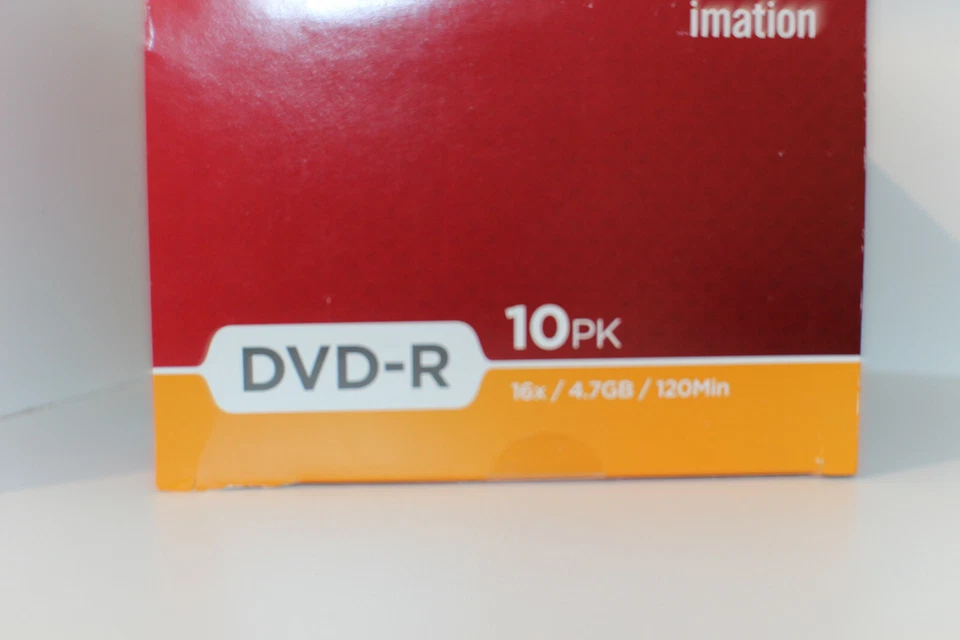 imation
10PK
DVD-R
16x / 4.7GB / 120Min